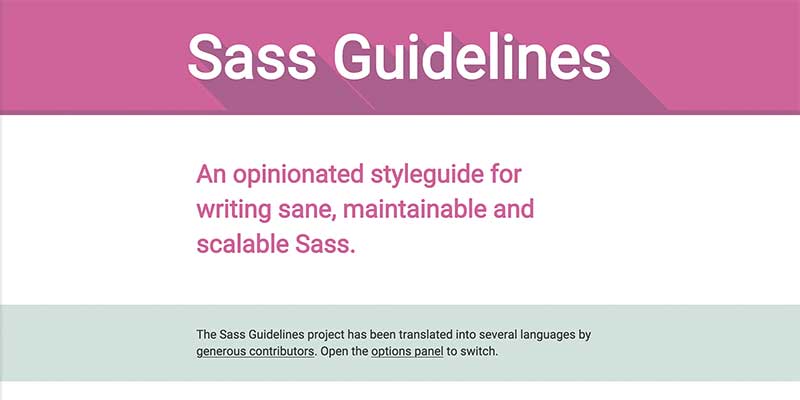 Sass Guidelines
An opinionated styleguide for
writing sane, maintainable and
scalable Sass.
The Sass Guidelines project has been translated into several languages by
generous contributors. Open the options panel to switch.